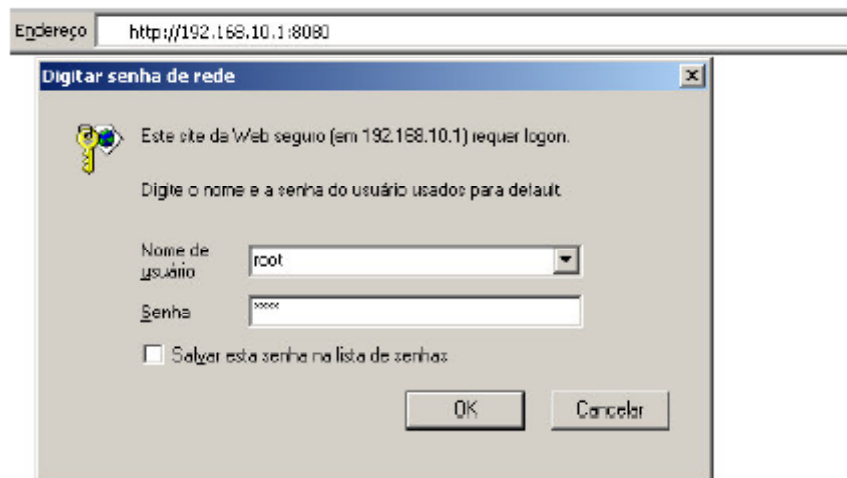 Endereço http://192.168.10.1:8080
Digitar senha de rede
Este site da Web seguro (em 192.168.10.1) requer logon.
Digite o nome e a senha do usuário usados para default
Nome de
usuário
root
Senha
××××
Salvar esta senha na lista de senhas
OK Cancelar